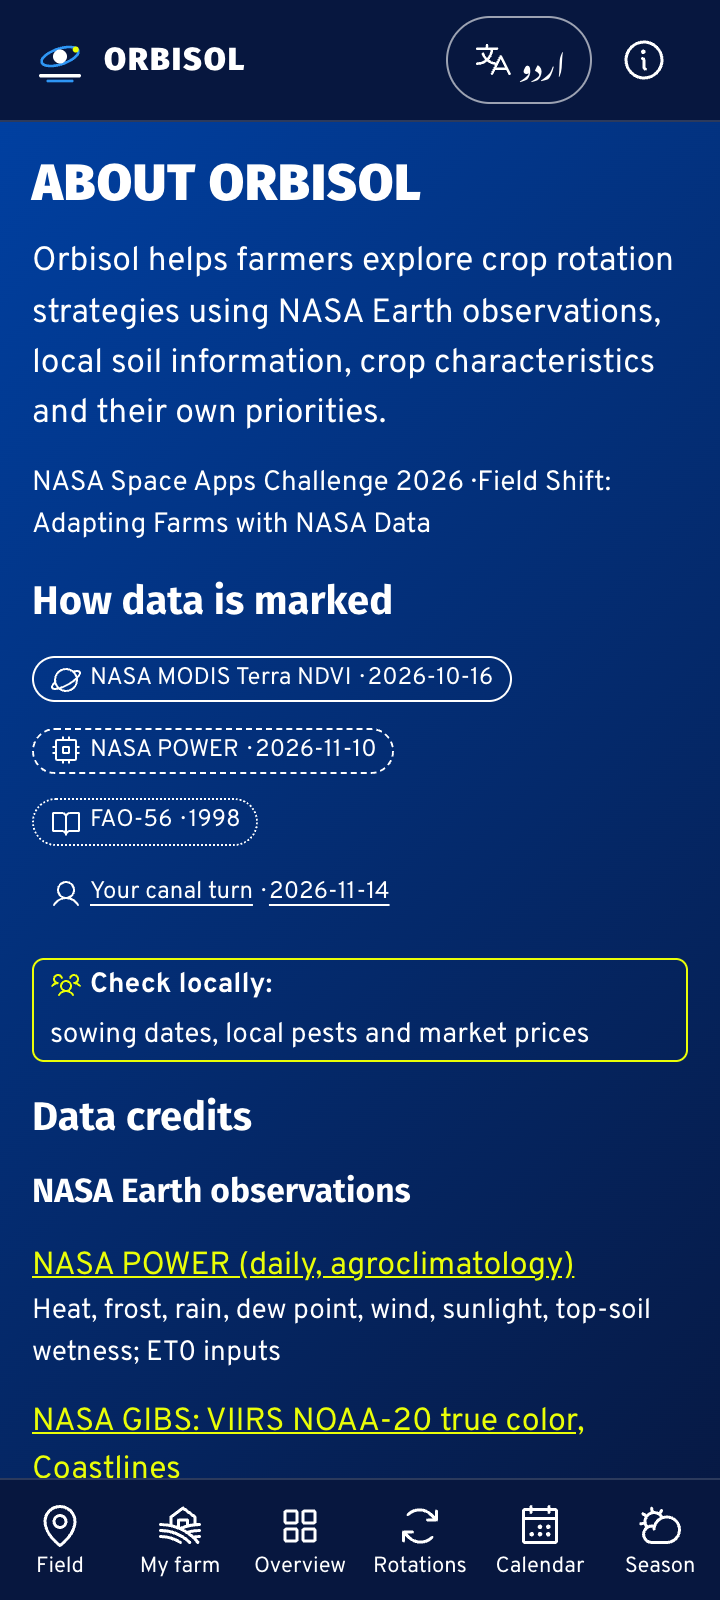 ORBISOL
اردو
ABOUT ORBISOL
Orbisol helps farmers explore crop rotation
strategies using NASA Earth observations,
local soil information, crop characteristics
and their own priorities.
NASA Space Apps Challenge 2026 ·Field Shift:
Adapting Farms with NASA Data
How data is marked
NASA MODIS Terra NDVI ·2026-10-16
NASA POWER ·2026-11-10
FAO-56 ·1998
Your canal turn ·2026-11-14
Check locally:
sowing dates, local pests and market prices
Data credits
NASA Earth observations
NASA POWER (daily, agroclimatology)
Heat, frost, rain, dew point, wind, sunlight, top-soil
wetness; ET0 inputs
NASA GIBS: VIIRS NOAA-20 true color,
Coastlines
Field My farm Overview Rotations Calendar Season